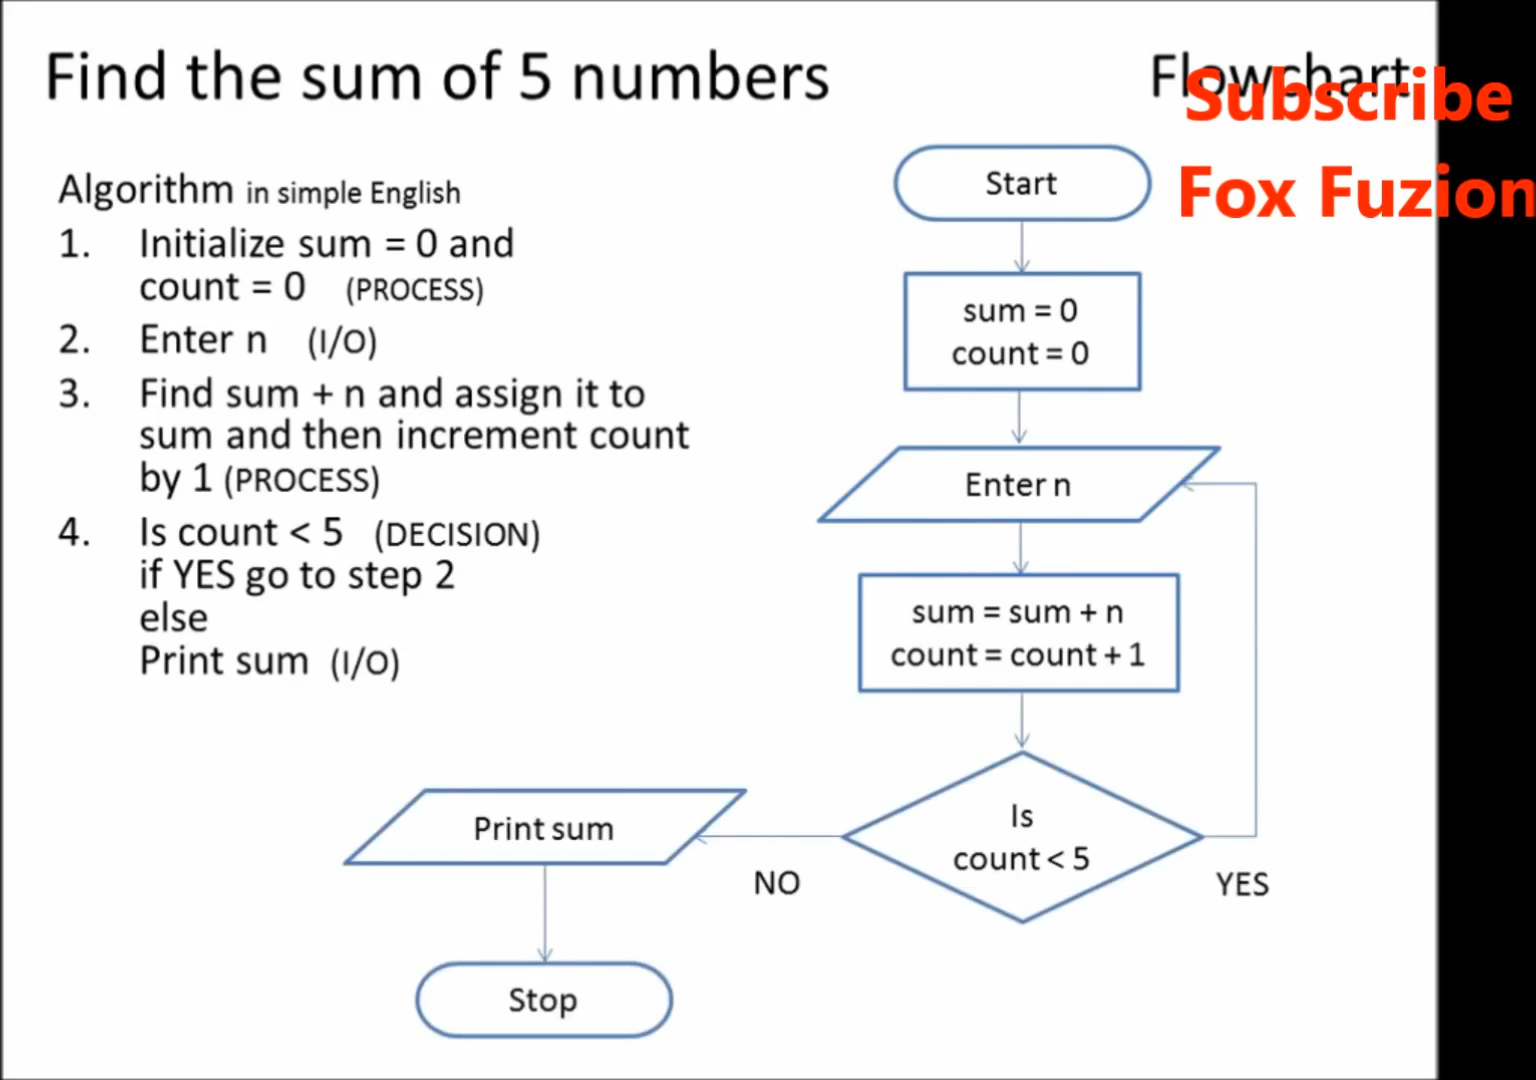 Find the sum of 5 numbers
Flowchart
Subscribe
Fox Fuzion
Algorithm in simple English
1. Initialize sum = 0 and
count = 0 (PROCESS)
2. Enter n (I/O)
3. Find sum + n and assign it to
sum and then increment count
by 1 (PROCESS)
4. Is count < 5 (DECISION)
if YES go to step 2
else
Print sum (I/O)
Start
sum = 0
count = 0
Enter n
sum = sum + n
count = count + 1
Is
count < 5
YES
NO
Print sum
Stop